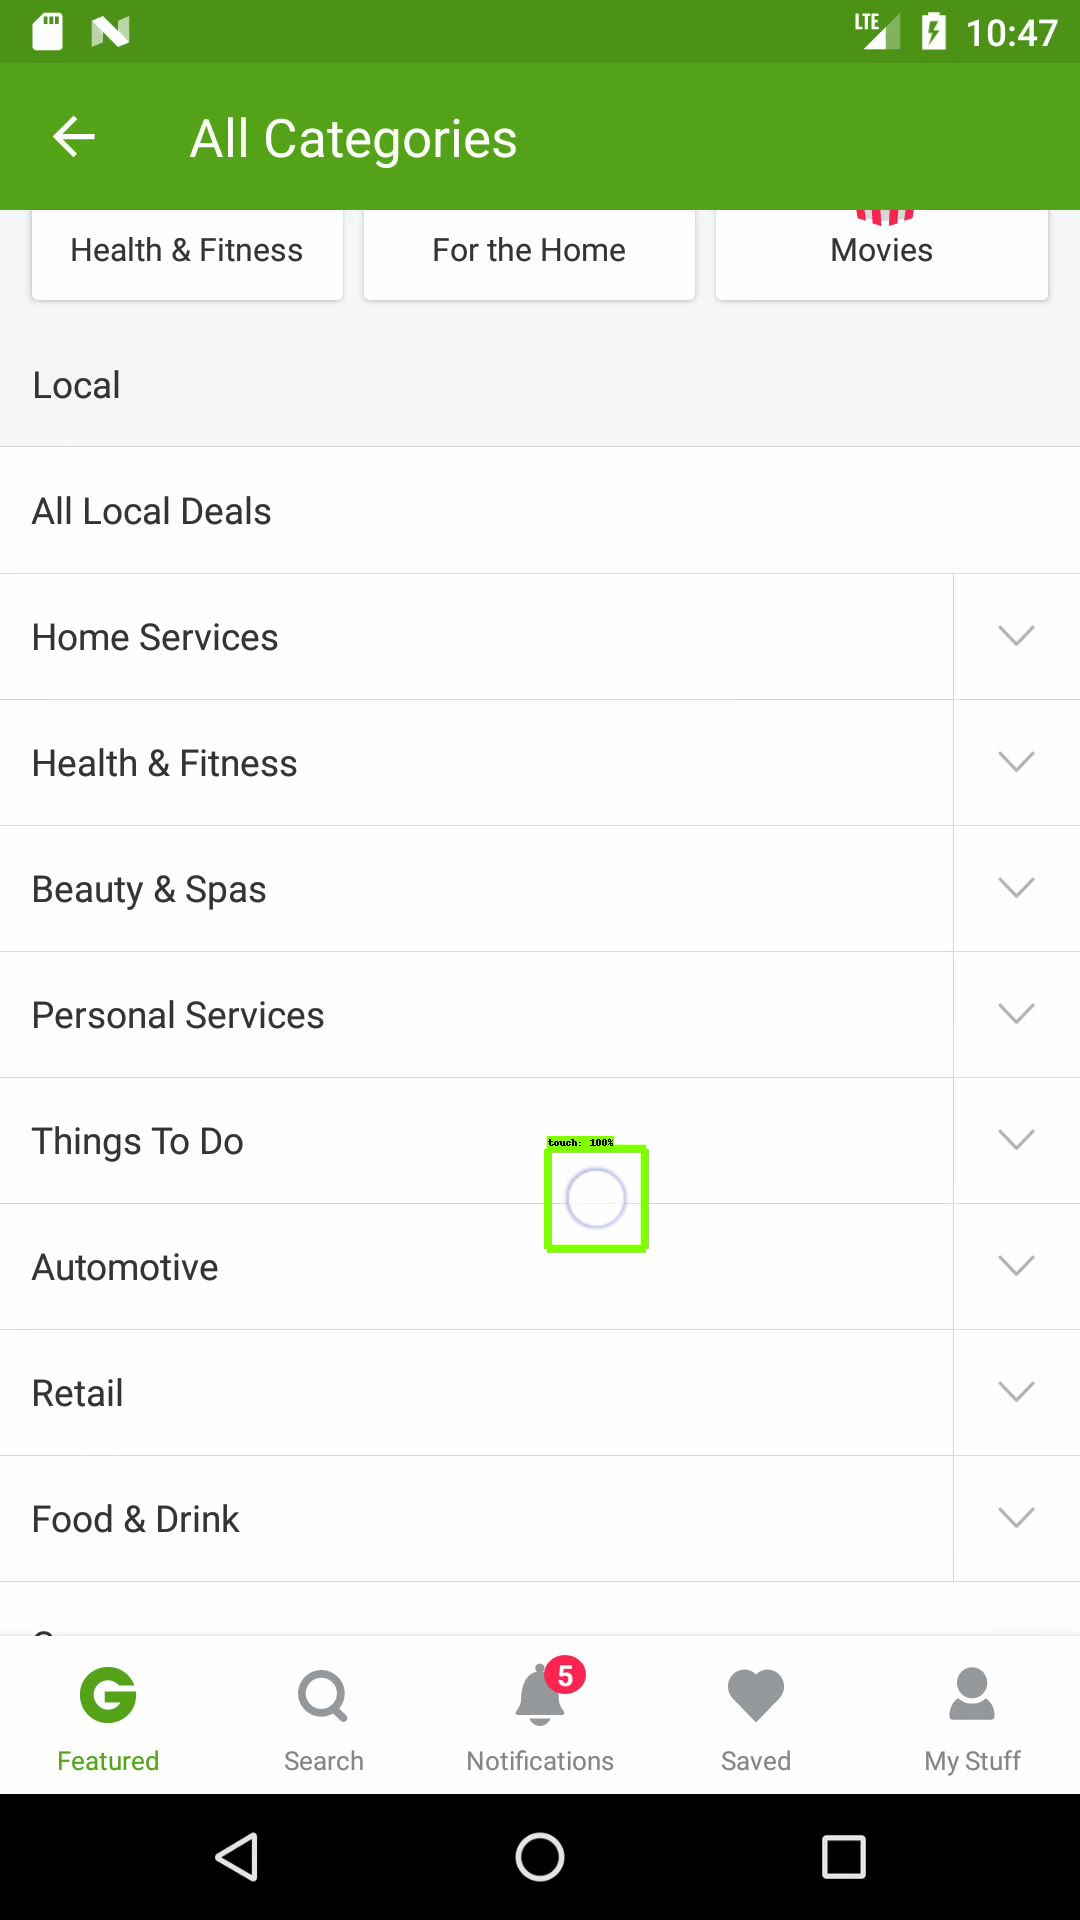 LTE 10:47
All Categories
Health & Fitness For the Home Movies
Local
All Local Deals
Home Services
Health & Fitness
Beauty & Spas
Personal Services
Things To Do
touch: 100%
Automotive
Retail
Food & Drink
5
Featured Search Notifications Saved My Stuff